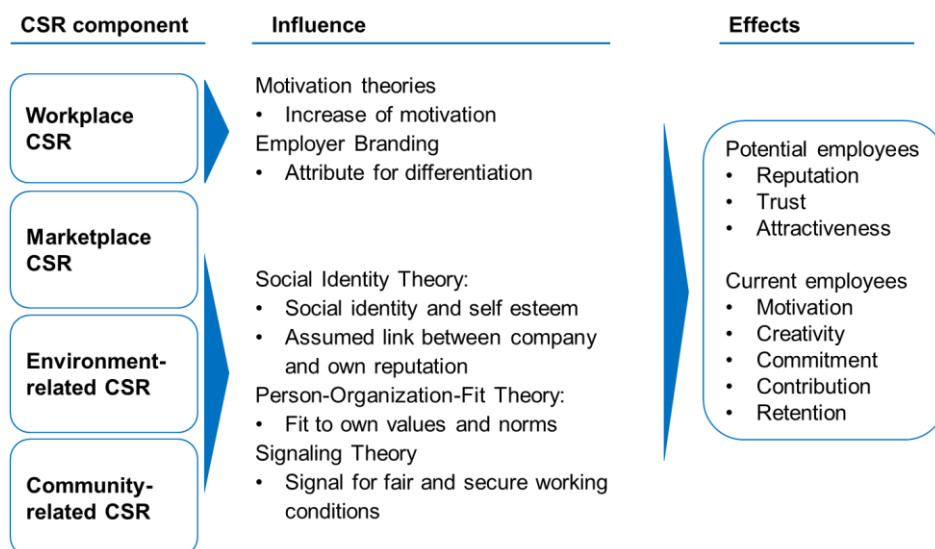 CSR component
Influence
Effects
Workplace
CSR
Marketplace
CSR
Environment-
related CSR
Community-
related CSR
Motivation theories
• Increase of motivation
Employer Branding
• Attribute for differentiation
Social Identity Theory:
• Social identity and self esteem
• Assumed link between company
and own reputation
Person-Organization-Fit Theory:
• Fit to own values and norms
Signaling Theory
• Signal for fair and secure working
conditions
Potential employees
• Reputation
• Trust
• Attractiveness
Current employees
• Motivation
• Creativity
• Commitment
• Contribution
• Retention